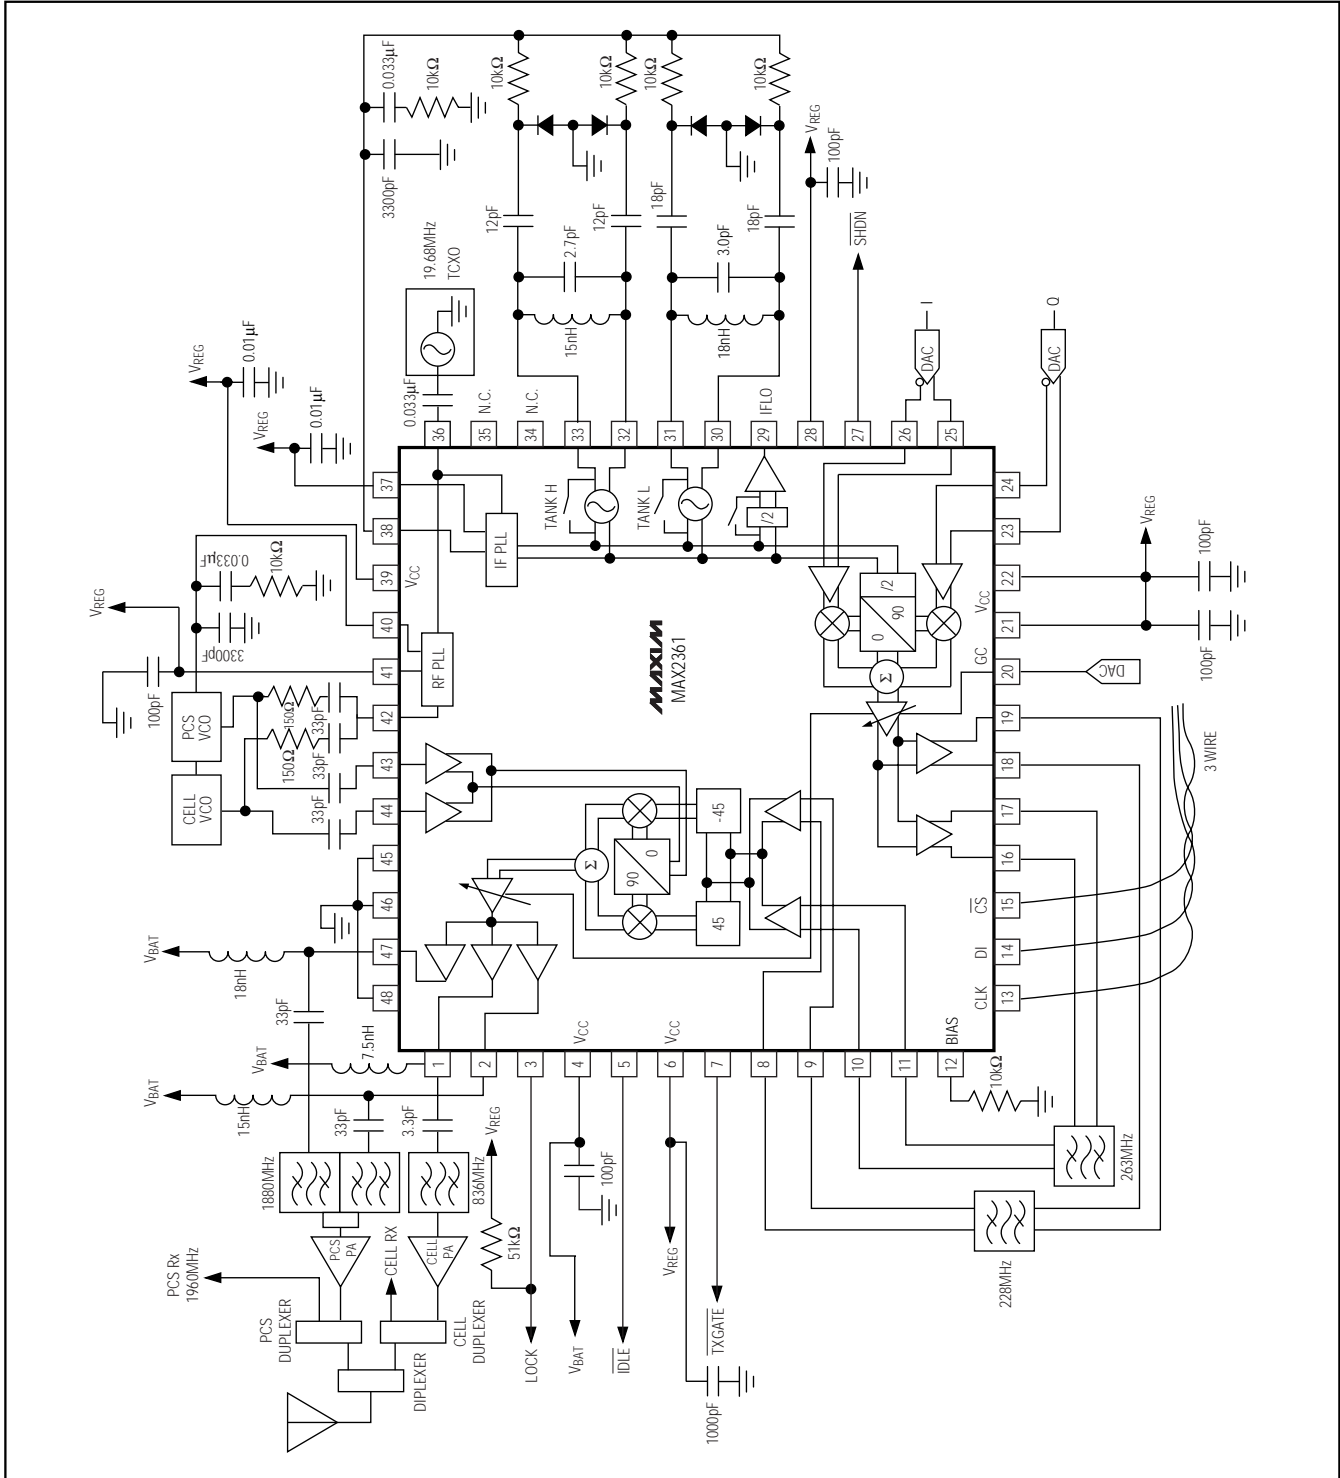 0.033µF
10kΩ
3300pF
10kΩ
10kΩ
10kΩ
10kΩ
12pF
12pF
18pF
18pF
2.7pF
3.0pF
15nH
18nH
VREG
100pF
SHDN
19.68MHz
TCXO
0.033µF
VREG
0.01µF
VREG
0.01µF
N.C.
N.C.
IFLO
DAC
I
DAC
Q
36
35
34
33
32
31
30
29
28
27
26
25
37
38
39
40
41
42
43
44
45
46
47
48
VCC
TANK H
TANK L
/2
IF PLL
RF PLL
MAXIM
MAX2361
/2
0
90
Σ
24
23
22
21
20
19
18
17
16
15
14
13
VCC
GC
CS
DI
CLK
VREG
100pF
100pF
DAC
3 WIRE
VREG
100pF
0.033µF
10kΩ
3300pF
PCS
VCO
CELL
VCO
150Ω
33pF
150Ω
33pF
33pF
33pF
-45
45
Σ
90
0
VBAT
18nH
33pF
VBAT
7.5nH
VBAT
15nH
33pF
3.3pF
1
2
3
4
5
6
7
8
9
10
11
12
VCC
VCC
BIAS
10kΩ
1880MHz
836MHz
PCS
PA
CELL
PA
PCS Rx
1960MHz
CELL RX
PCS
DUPLEXER
CELL
DUPLEXER
DIPLEXER
VREG
51kΩ
LOCK
100pF
VBAT
IDLE
VREG
TXGATE
1000pF
228MHz
263MHz